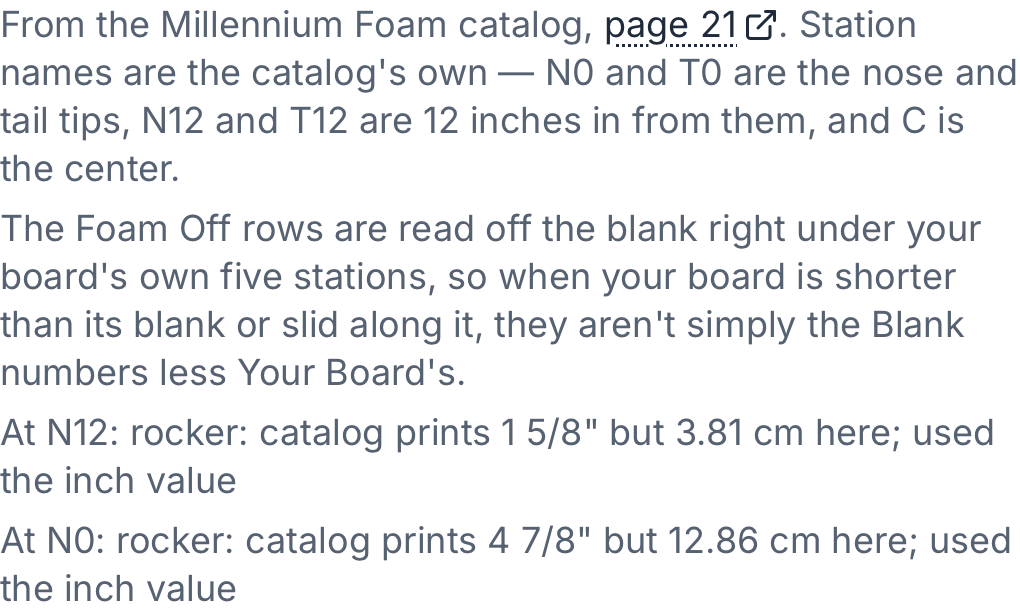 From the Millennium Foam catalog, page 21. Station
names are the catalog's own — N0 and T0 are the nose and
tail tips, N12 and T12 are 12 inches in from them, and C is
the center.
The Foam Off rows are read off the blank right under your
board's own five stations, so when your board is shorter
than its blank or slid along it, they aren't simply the Blank
numbers less Your Board's.
At N12: rocker: catalog prints 1 5/8" but 3.81 cm here; used
the inch value
At N0: rocker: catalog prints 4 7/8" but 12.86 cm here; used
the inch value